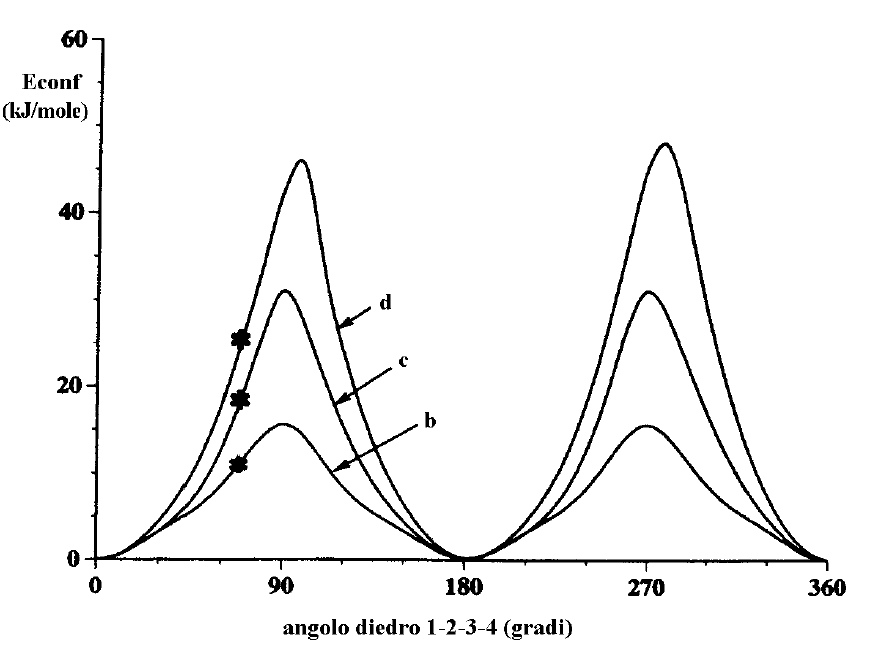 60
Econf
(kJ/mole)
40
d
c
20
b
0
0 90 180 270 360
angolo diedro 1-2-3-4 (gradi)